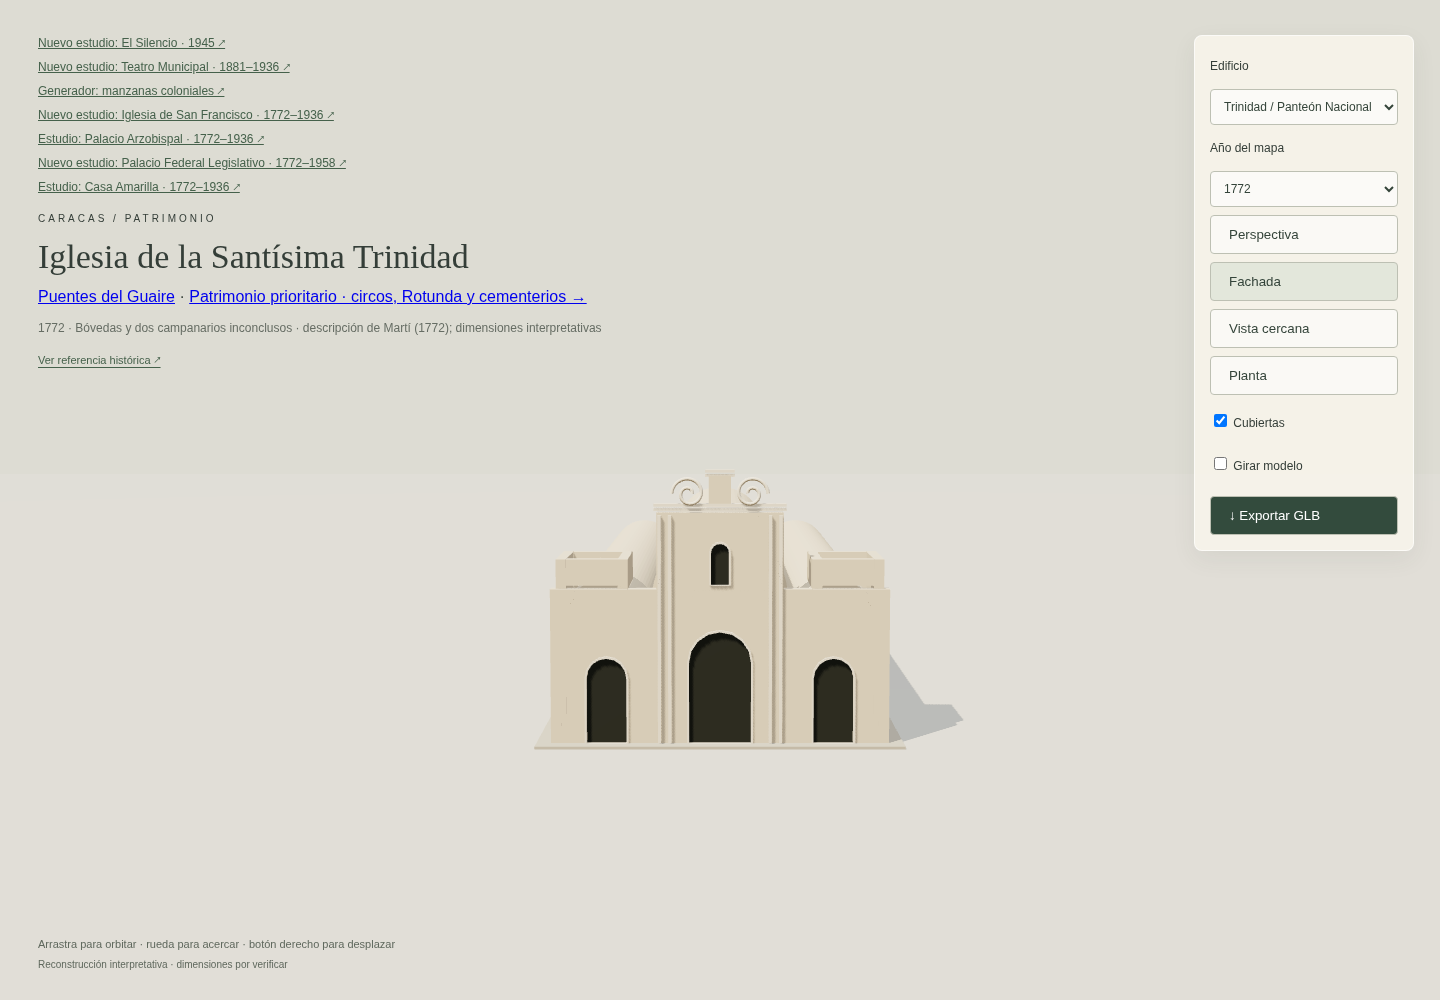 Nuevo estudio: El Silencio · 1945 ↗
Nuevo estudio: Teatro Municipal · 1881–1936 ↗
Generador: manzanas coloniales ↗
Nuevo estudio: Iglesia de San Francisco · 1772–1936 ↗
Estudio: Palacio Arzobispal · 1772–1936 ↗
Nuevo estudio: Palacio Federal Legislativo · 1772–1958 ↗
Estudio: Casa Amarilla · 1772–1936 ↗
CARACAS / PATRIMONIO
Iglesia de la Santísima Trinidad
Puentes del Guaire · Patrimonio prioritario · circos, Rotunda y cementerios →
1772 · Bóvedas y dos campanarios inconclusos · descripción de Martí (1772); dimensiones interpretativas
Ver referencia histórica ↗
Edificio
Trinidad / Panteón Nacional
Año del mapa
1772
Perspectiva
Fachada
Vista cercana
Planta
Cubiertas
Girar modelo
↓ Exportar GLB
Arrastra para orbitar · rueda para acercar · botón derecho para desplazar
Reconstrucción interpretativa · dimensiones por verificar